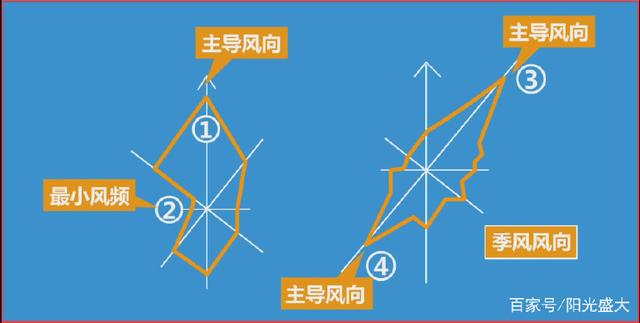 主导风向
①
最小风频
②
主导风向
③
主导风向
④
季风风向
百家号/阳光盛大